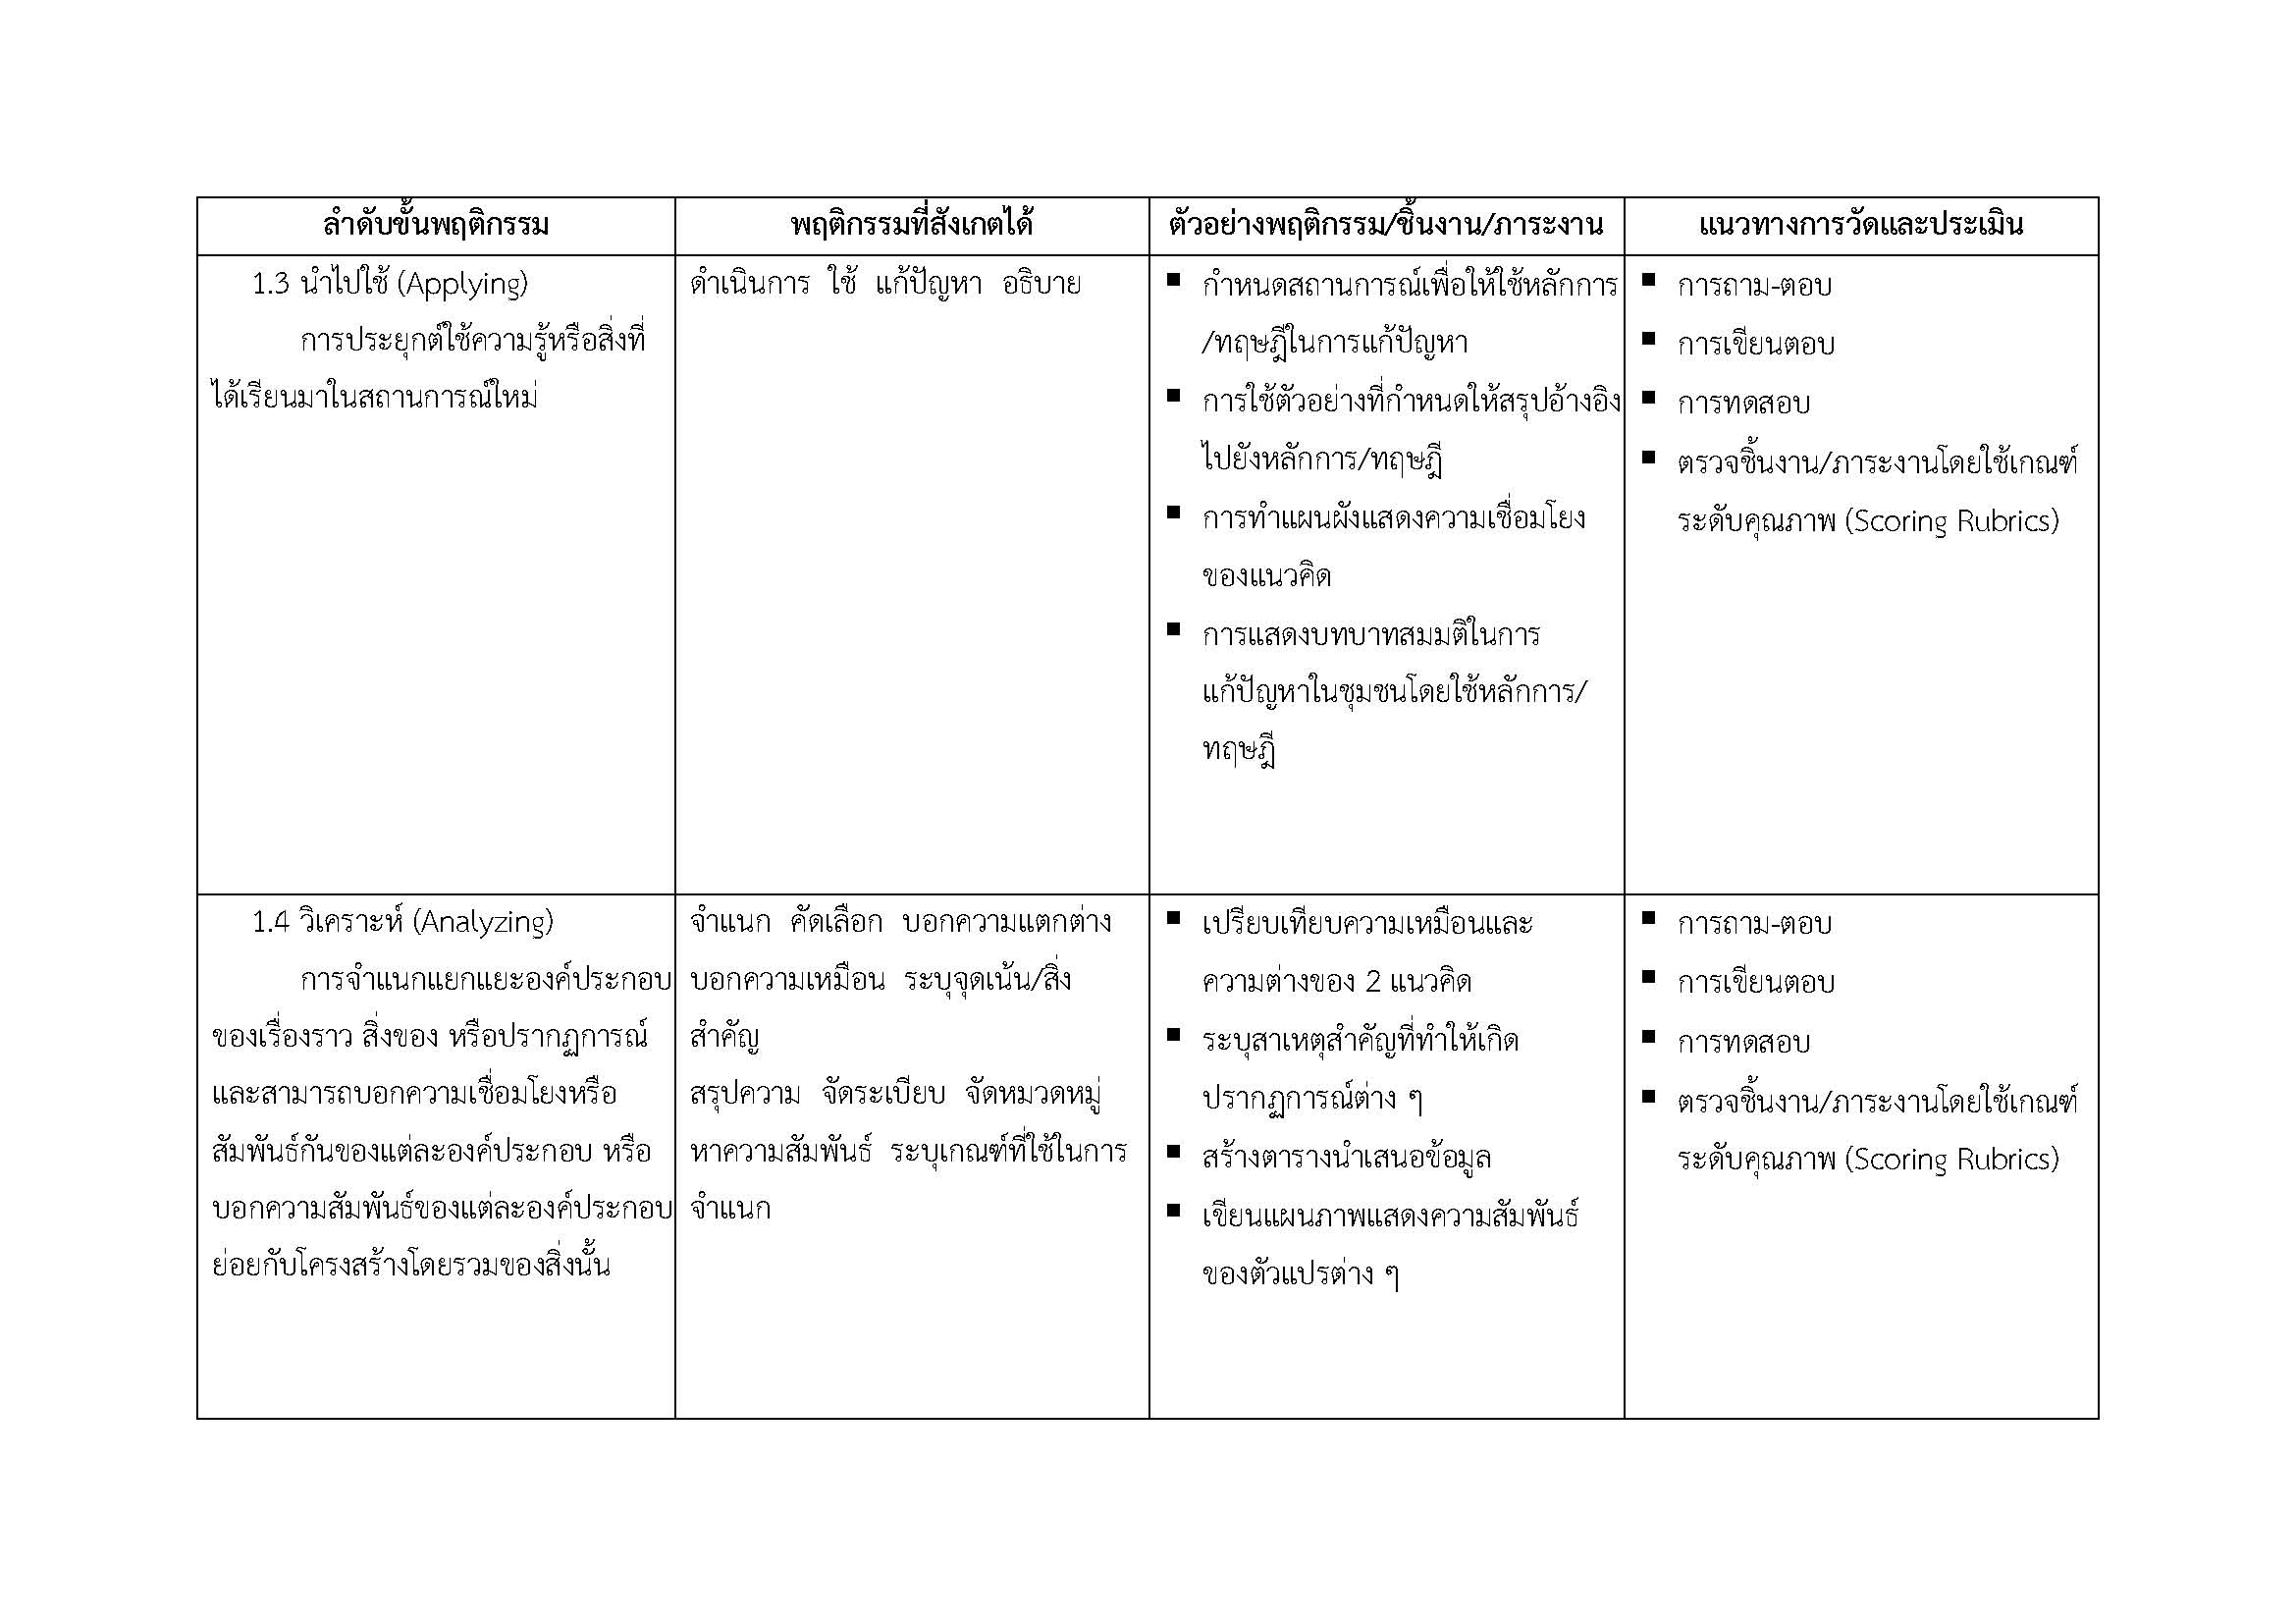 ลำดับขั้นพฤติกรรม
พฤติกรรมที่สังเกตได้
ตัวอย่างพฤติกรรม/ชิ้นงาน/ภาระงาน
แนวทางการวัดและประเมิน
1.3 นำไปใช้ (Applying)
การประยุกต์ใช้ความรู้หรือสิ่งที่
ได้เรียนมาในสถานการณ์ใหม่
ดำเนินการ ใช้ แก้ปัญหา อธิบาย
▪ กำหนดสถานการณ์เพื่อให้ใช้หลักการ
/ทฤษฎีในการแก้ปัญหา
▪ การใช้ตัวอย่างที่กำหนดให้สรุปอ้างอิง
ไปยังหลักการ/ทฤษฎี
▪ การทำแผนผังแสดงความเชื่อมโยง
ของแนวคิด
▪ การแสดงบทบาทสมมติในการ
แก้ปัญหาในชุมชนโดยใช้หลักการ/
ทฤษฎี
▪ การถาม-ตอบ
▪ การเขียนตอบ
▪ การทดสอบ
▪ ตรวจชิ้นงาน/ภาระงานโดยใช้เกณฑ์
ระดับคุณภาพ (Scoring Rubrics)
1.4 วิเคราะห์ (Analyzing)
การจำแนกแยกแยะองค์ประกอบ
ของเรื่องราว สิ่งของ หรือปรากฏการณ์
และสามารถบอกความเชื่อมโยงหรือ
สัมพันธ์กันของแต่ละองค์ประกอบ หรือ
บอกความสัมพันธ์ของแต่ละองค์ประกอบ
ย่อยกับโครงสร้างโดยรวมของสิ่งนั้น
จำแนก คัดเลือก บอกความแตกต่าง
บอกความเหมือน ระบุจุดเน้น/สิ่ง
สำคัญ
สรุปความ จัดระเบียบ จัดหมวดหมู่
หาความสัมพันธ์ ระบุเกณฑ์ที่ใช้ในการ
จำแนก
▪ เปรียบเทียบความเหมือนและ
ความต่างของ 2 แนวคิด
▪ ระบุสาเหตุสำคัญที่ทำให้เกิด
ปรากฏการณ์ต่าง ๆ
▪ สร้างตารางนำเสนอข้อมูล
▪ เขียนแผนภาพแสดงความสัมพันธ์
ของตัวแปรต่าง ๆ
▪ การถาม-ตอบ
▪ การเขียนตอบ
▪ การทดสอบ
▪ ตรวจชิ้นงาน/ภาระงานโดยใช้เกณฑ์
ระดับคุณภาพ (Scoring Rubrics)